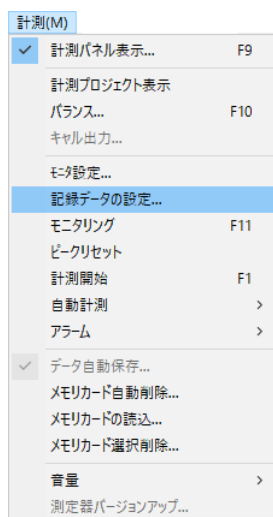 計測(M)
計測パネル表示... F9
計測プロジェクト表示
バランス... F10
キャル出力...
ﾓﾆﾀ設定...
記録データの設定...
モニタリング F11
ピークリセット
計測開始 F1
自動計測
アラーム
データ自動保存...
メモリカード自動削除...
メモリカードの読込...
メモリカード選択削除...
音量
測定器バージョンアップ...